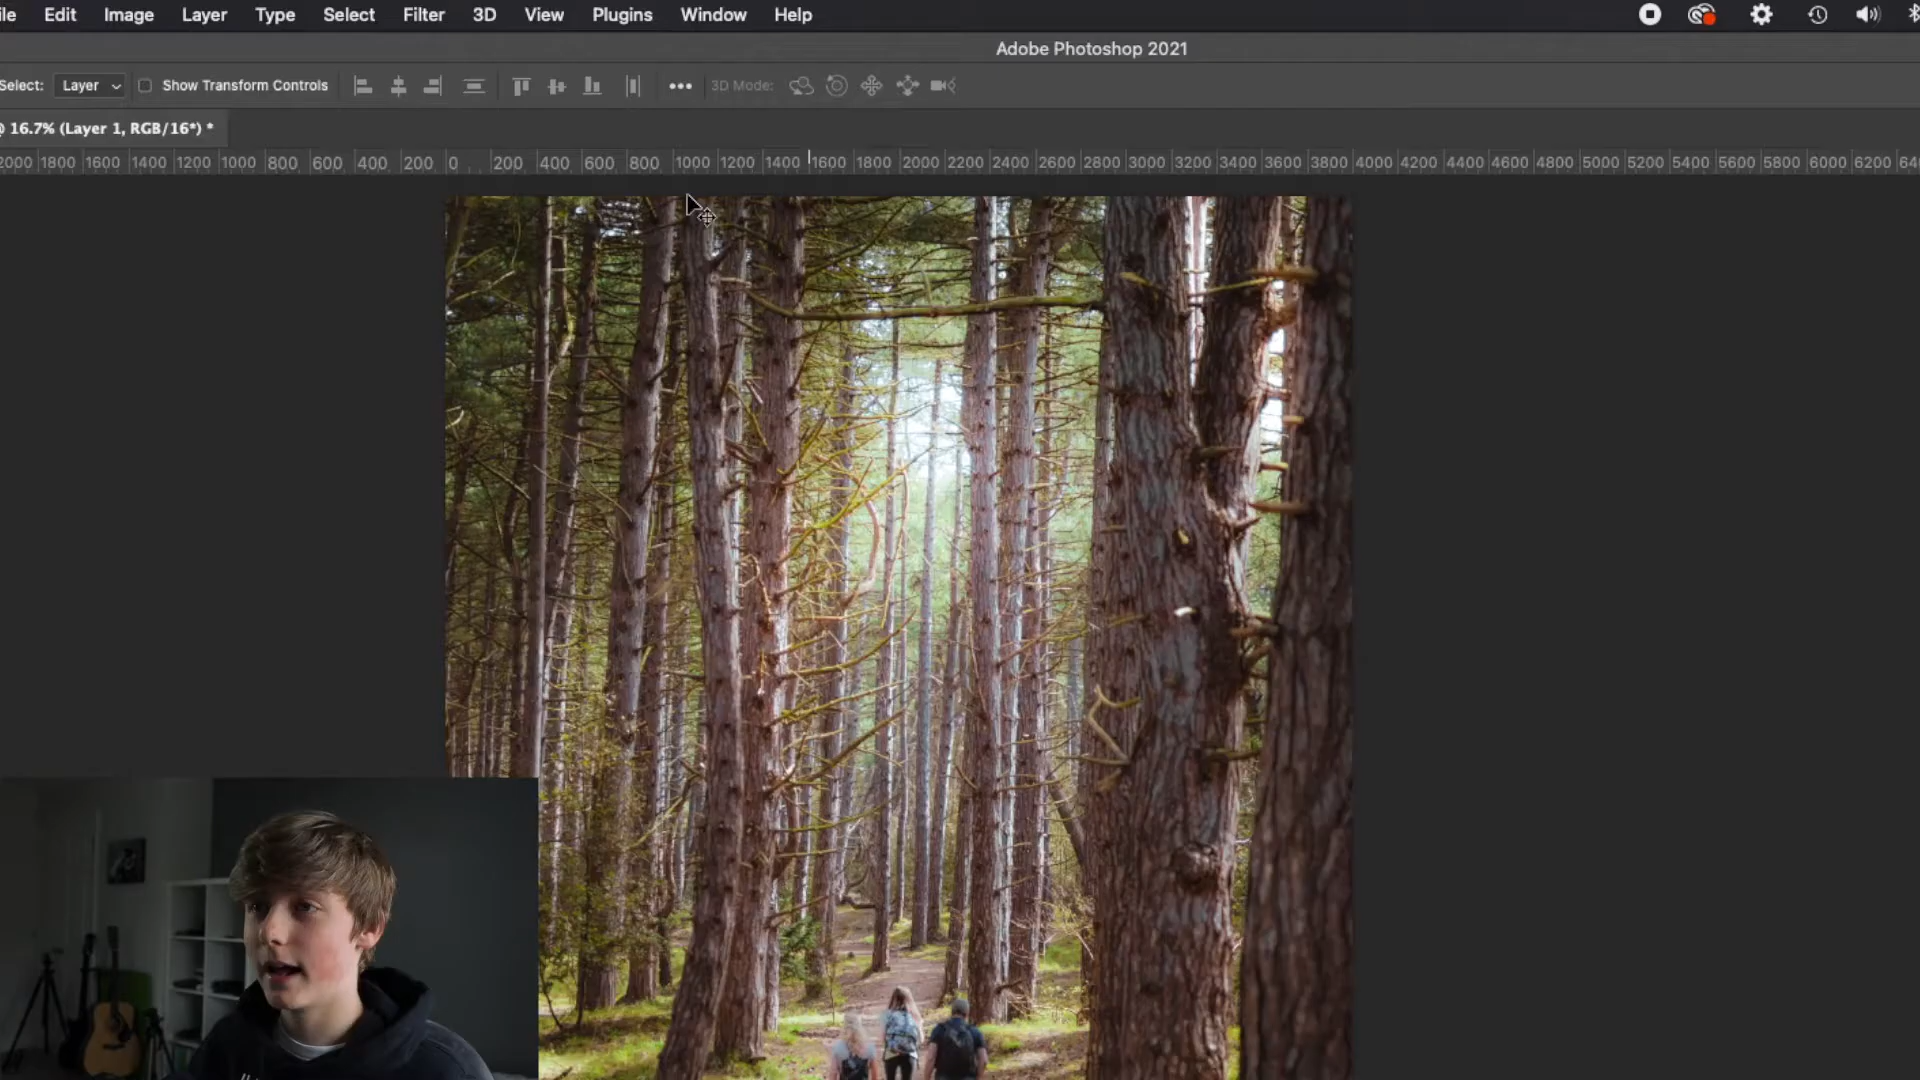 ile Edit Image Layer Type Select Filter 3D View Plugins Window Help
Adobe Photoshop 2021
Select: Layer Show Transform Controls 3D Mode:
@ 16.7% (Layer 1, RGB/16*) *
2000 1800 1600 1400 1200 1000 800 600 400 200 0 200 400 600 800 1000 1200 1400 1600 1800 2000 2200 2400 2600 2800 3000 3200 3400 3600 3800 4000 4200 4400 4600 4800 5000 5200 5400 5600 5800 6000 6200 640